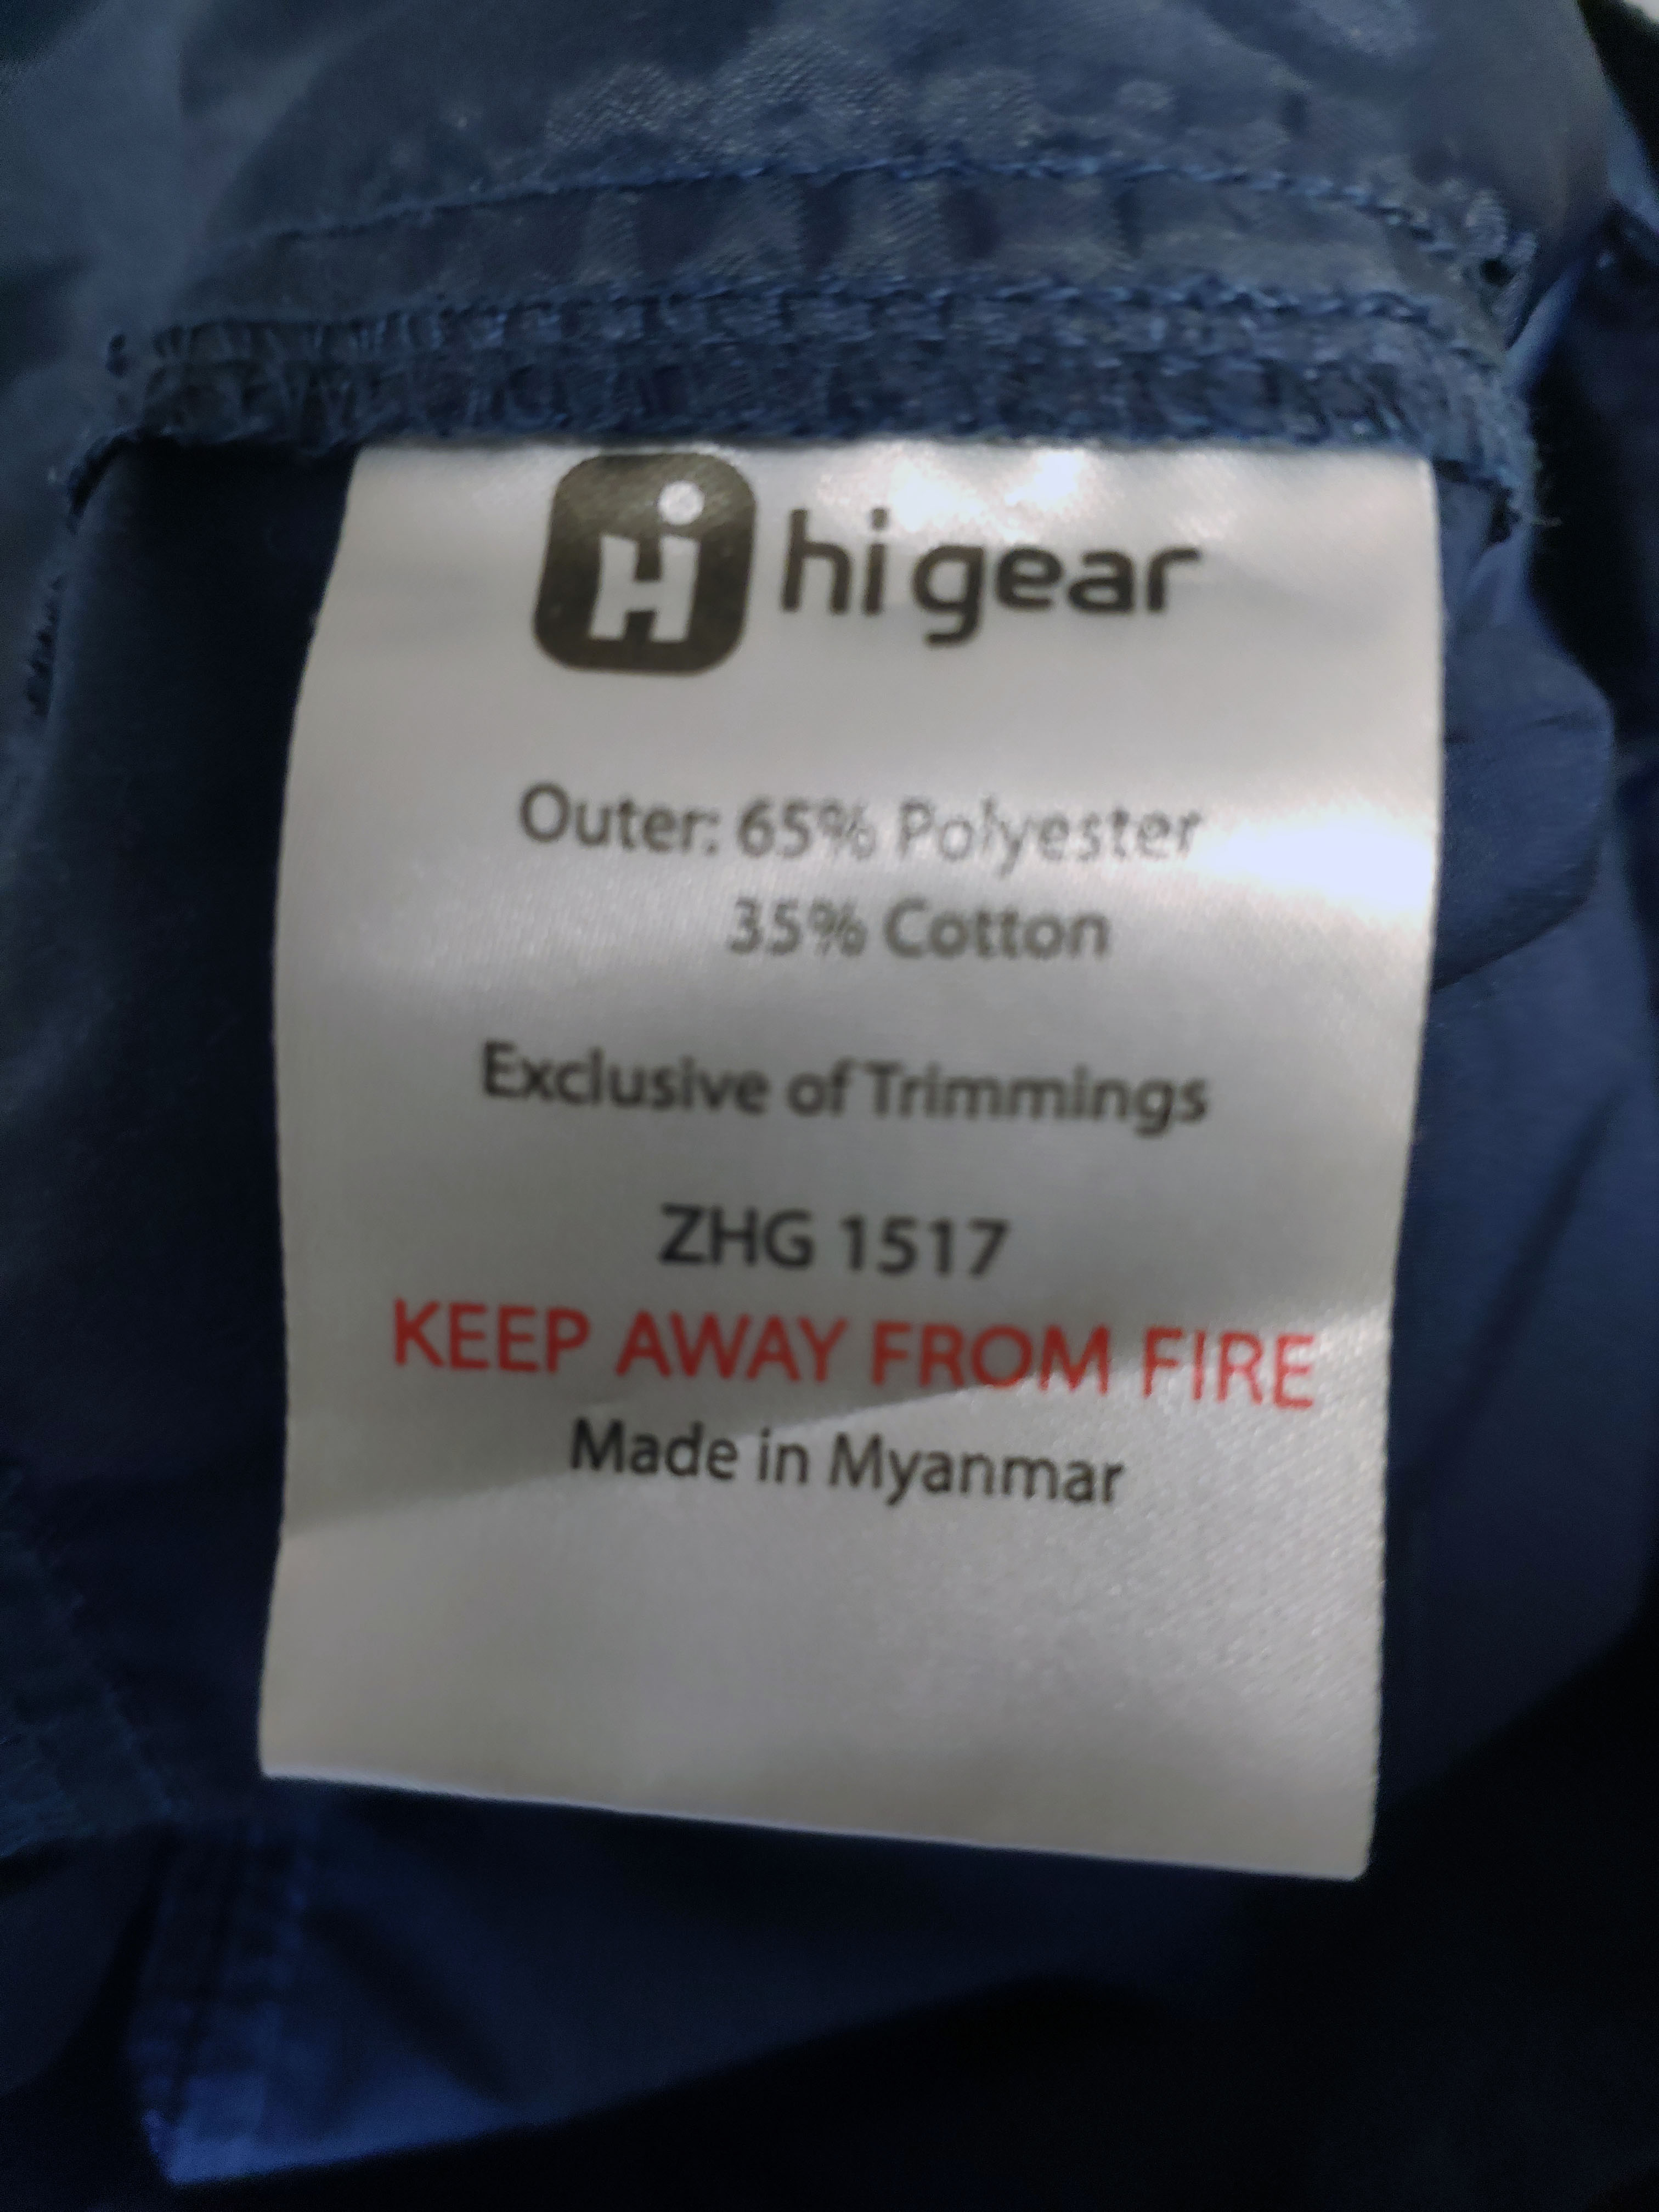 Hi hi gear
Outer: 65% Polyester
35% Cotton
Exclusive of Trimmings
ZHG 1517
KEEP AWAY FROM FIRE
Made in Myanmar